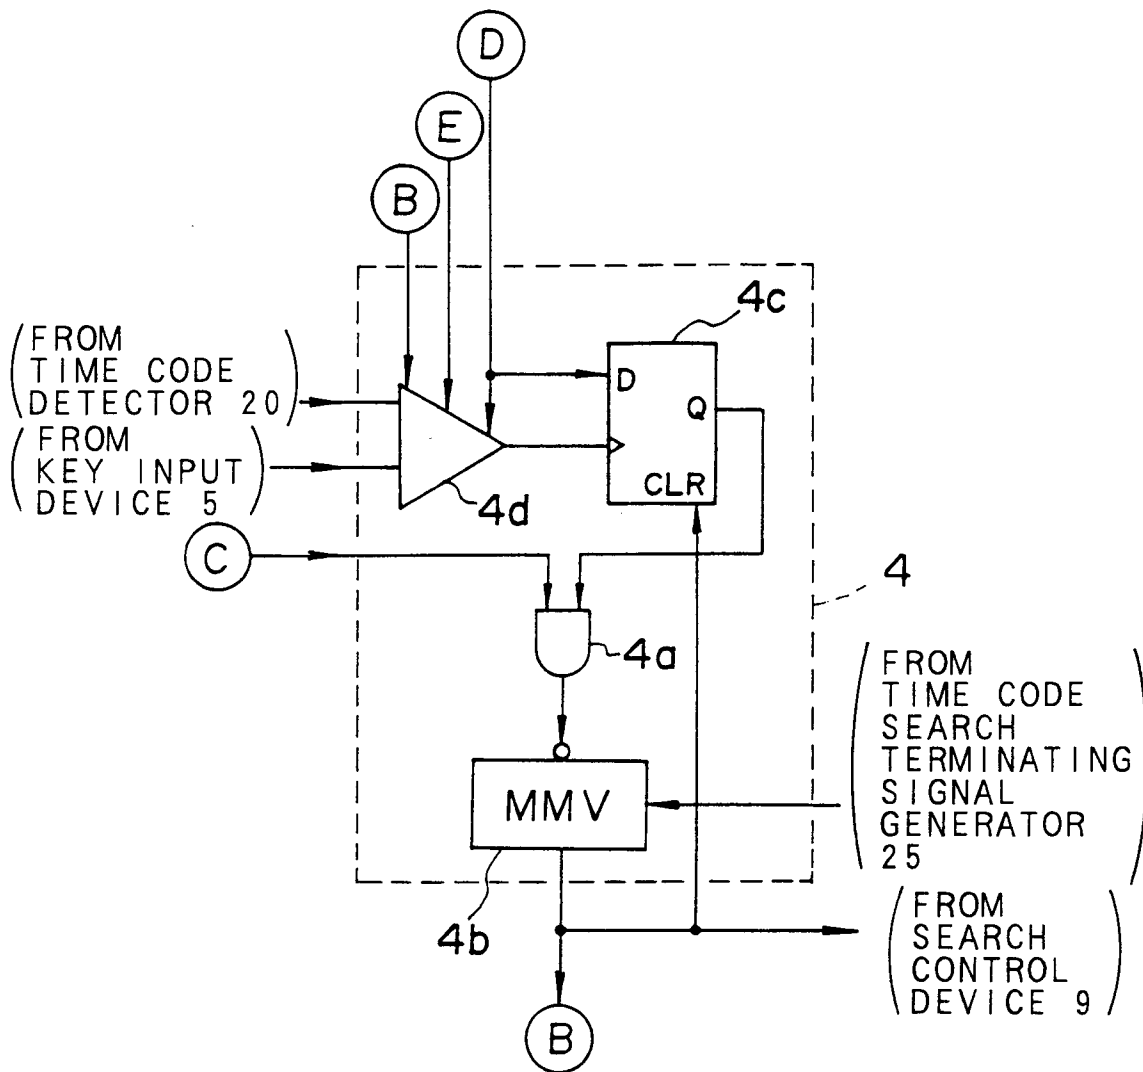 D
E
B
4c
(FROM
TIME CODE
DETECTOR 20)
D
Q
(FROM
KEY INPUT
DEVICE 5)
CLR
4d
C
4
4a
(FROM
TIME CODE
SEARCH
TERMINATING
SIGNAL
GENERATOR
25)
MMV
4b
(FROM
SEARCH
CONTROL
DEVICE 9)
B